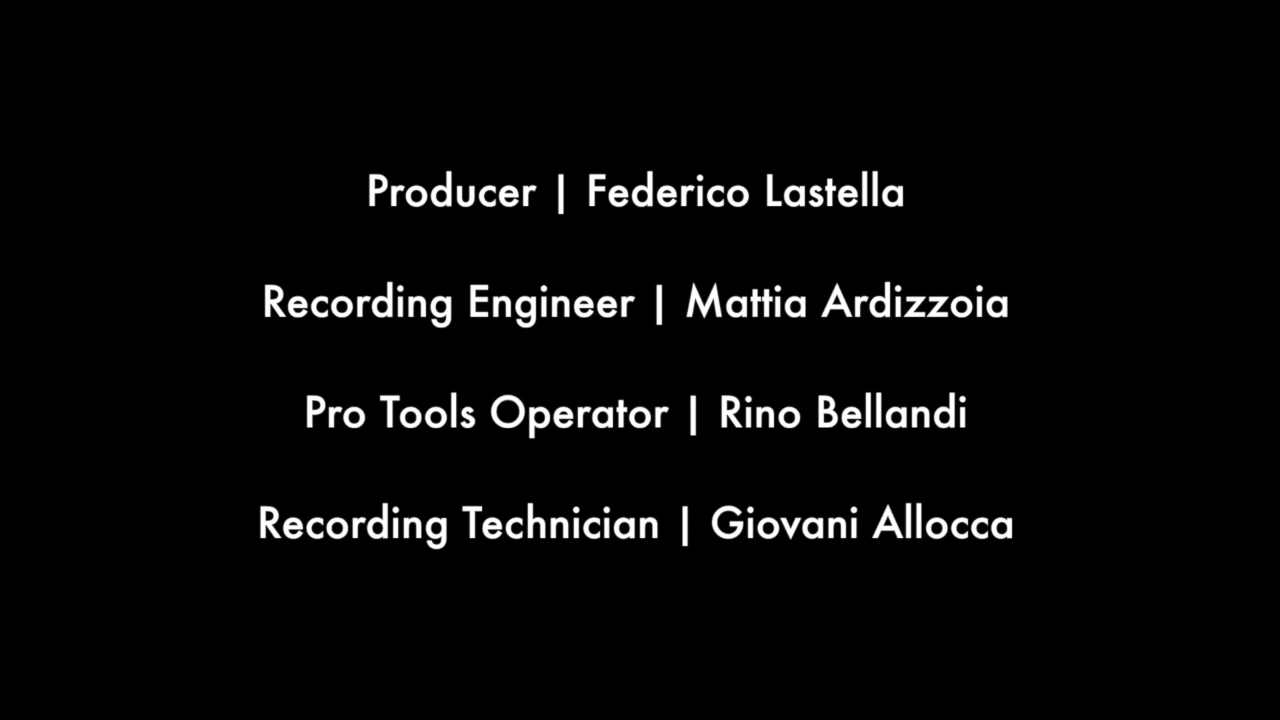 Producer | Federico Lastella
Recording Engineer | Mattia Ardizzoia
Pro Tools Operator | Rino Bellandi
Recording Technician | Giovani Allocca